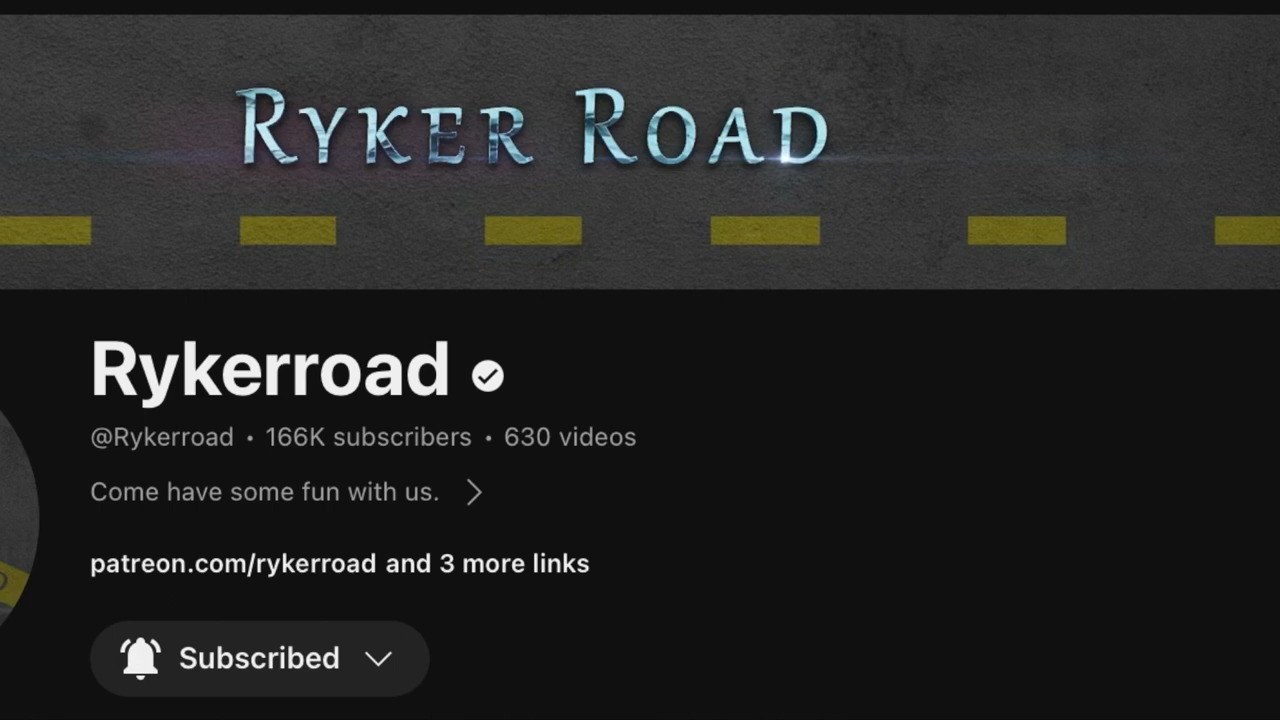 RYKER ROAD
Rykerroad
@Rykerroad • 166K subscribers • 630 videos
Come have some fun with us.
patreon.com/rykerroad and 3 more links
Subscribed